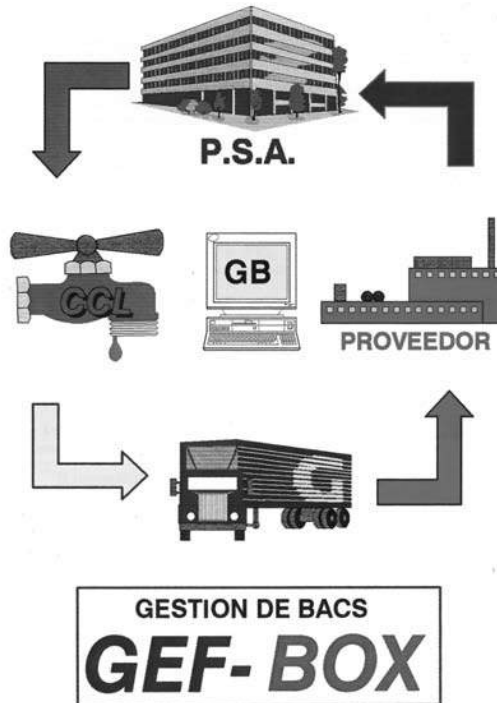 P.S.A.
CCL
GB
PROVEEDOR
G
GESTION DE BACS
GEF- BOX